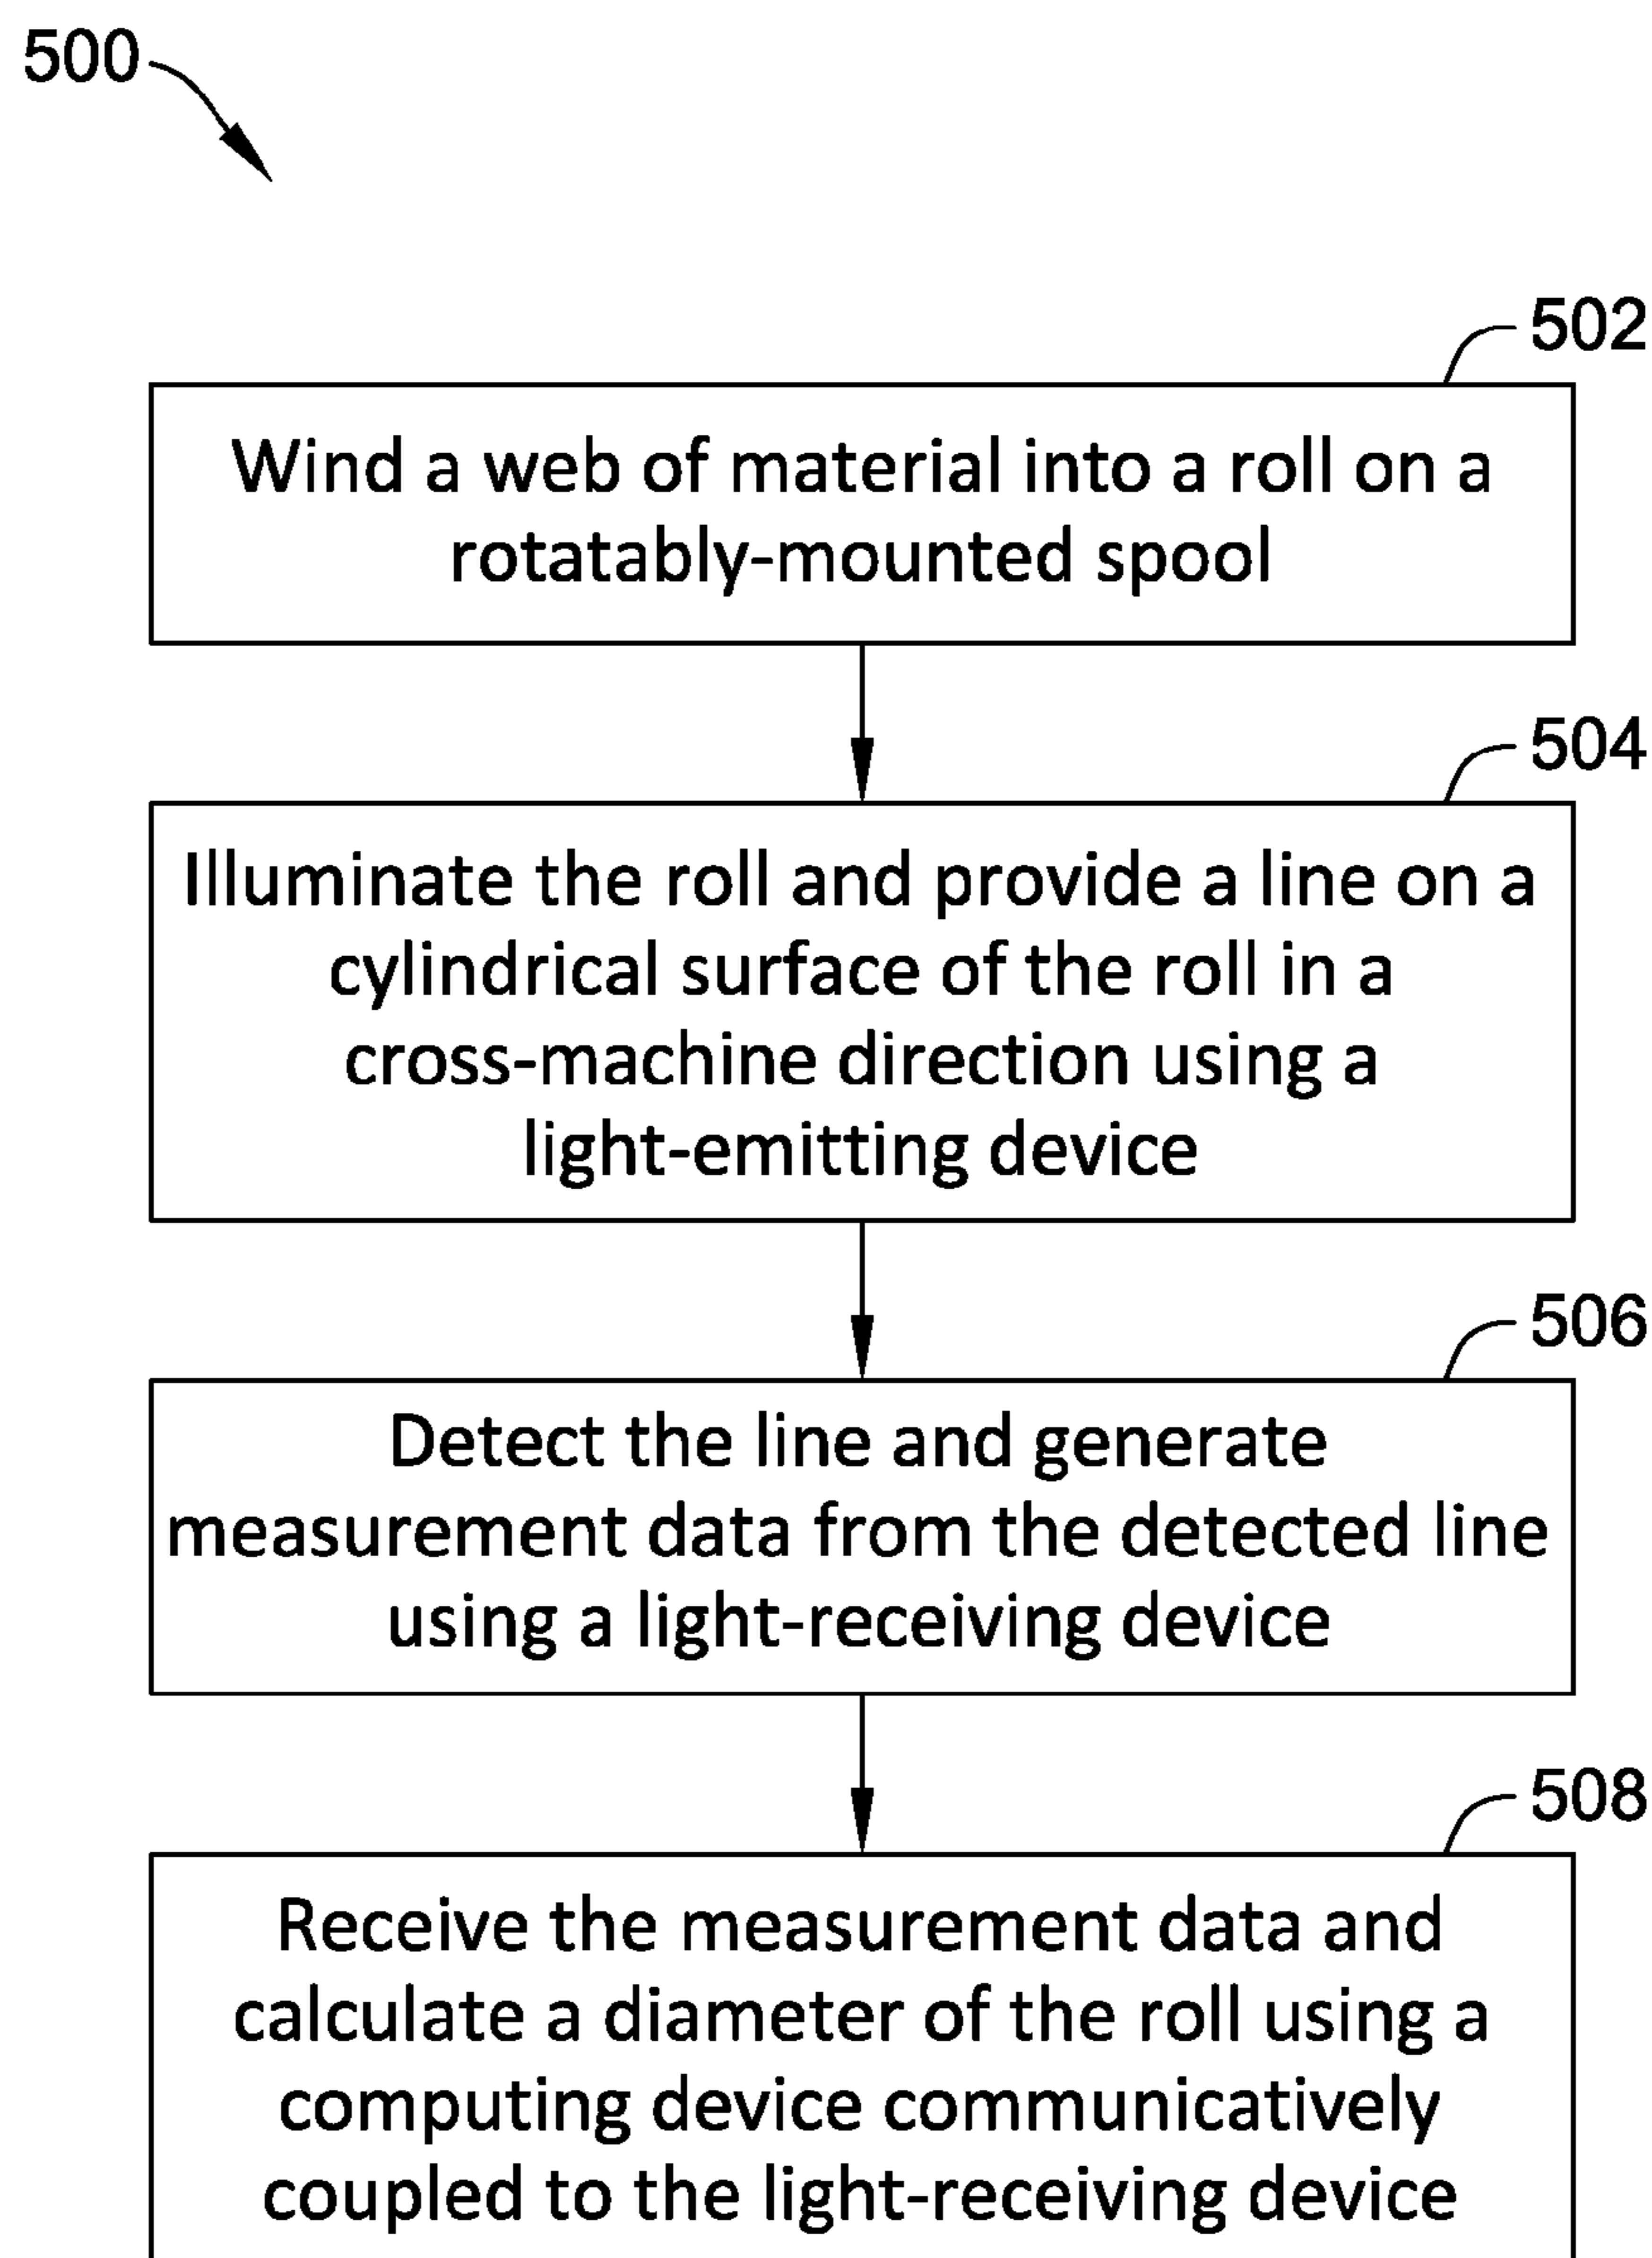 500
502
Wind a web of material into a roll on a
rotatably-mounted spool
504
Illuminate the roll and provide a line on a
cylindrical surface of the roll in a
cross-machine direction using a
light-emitting device
506
Detect the line and generate
measurement data from the detected line
using a light-receiving device
508
Receive the measurement data and
calculate a diameter of the roll using a
computing device communicatively
coupled to the light-receiving device